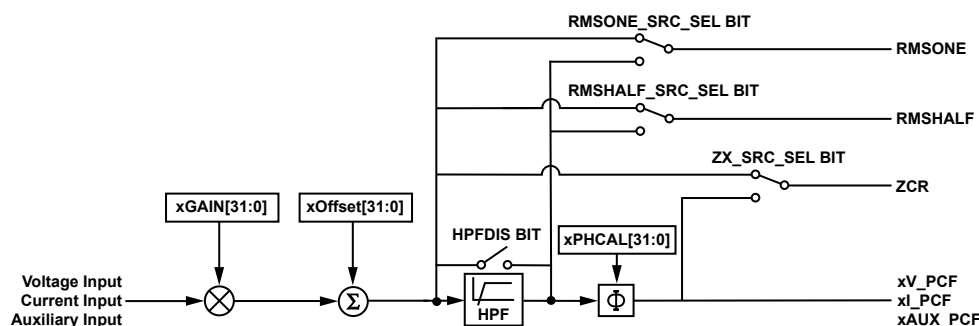 RMSONE_SRC_SEL BIT
RMSONE
RMSHALF_SRC_SEL BIT
RMSHALF
ZX_SRC_SEL BIT
ZCR
xGAIN[31:0]
xOffset[31:0]
HPFDIS BIT
xPHCAL[31:0]
Voltage Input
Current Input
Auxiliary Input
Σ
HPF
Φ
xV_PCF
xI_PCF
xAUX_PCF